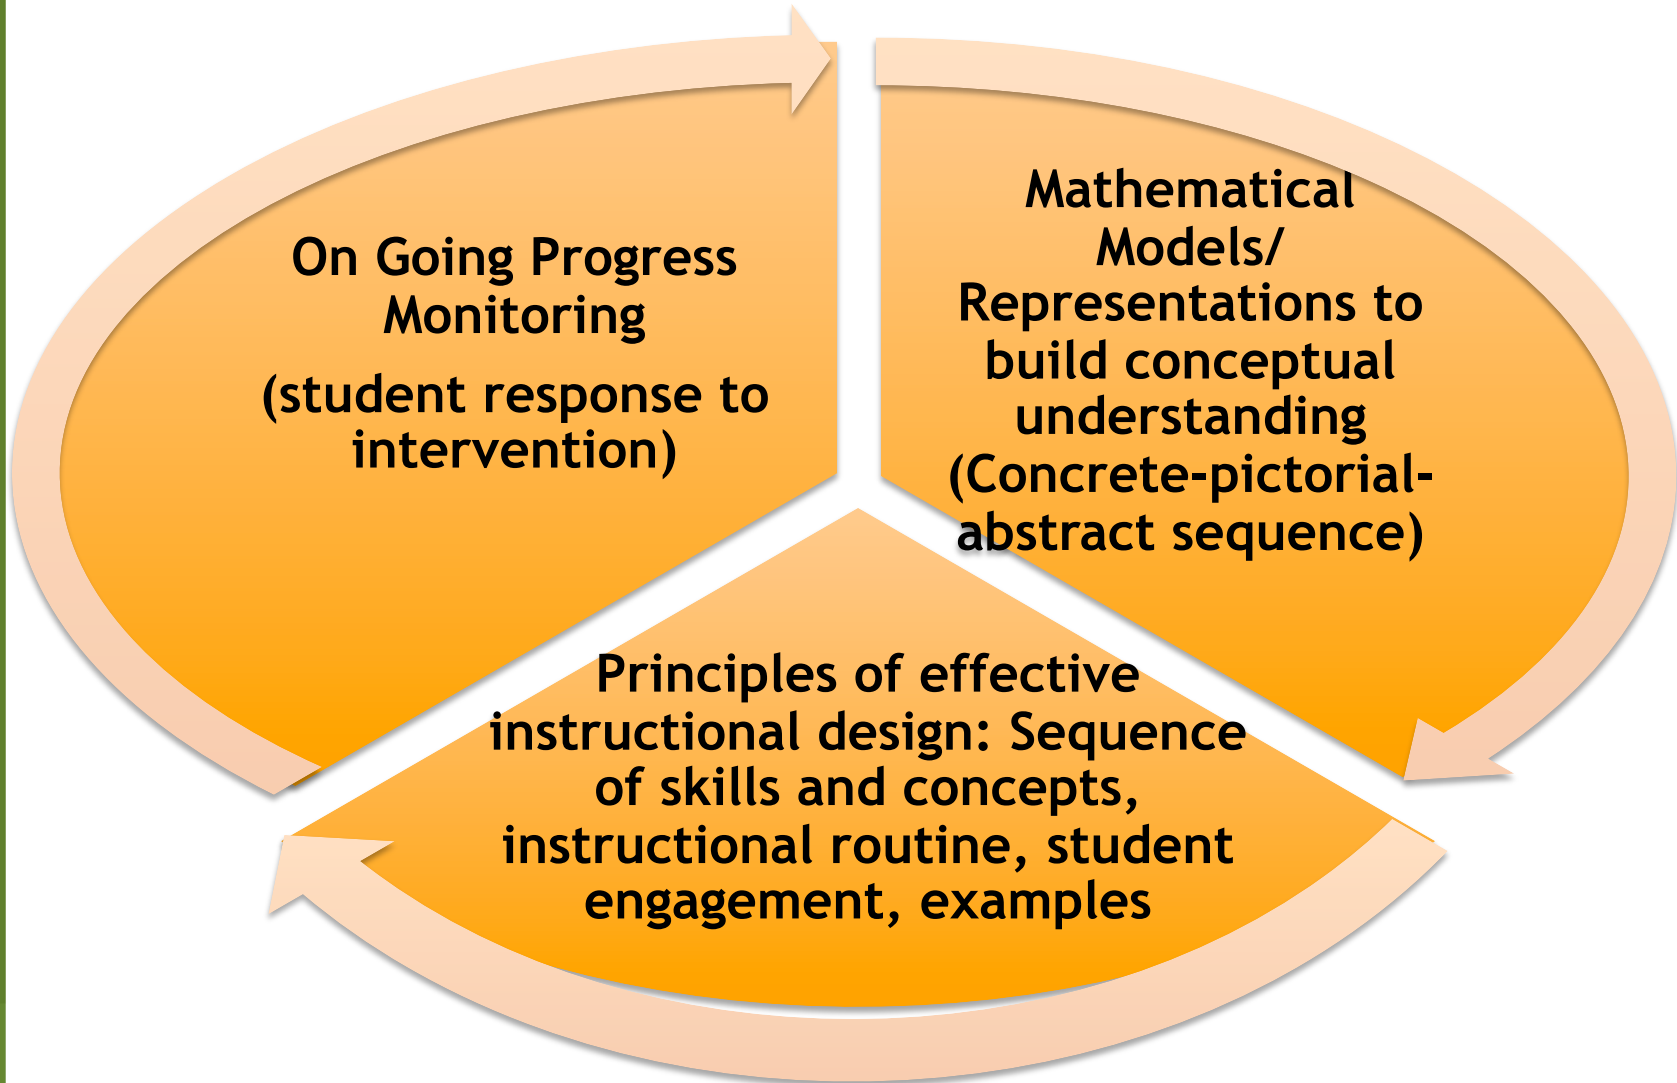 On Going Progress
Monitoring
(student response to
intervention)
Mathematical
Models/
Representations to
build conceptual
understanding
(Concrete-pictorial-
abstract sequence)
Principles of effective
instructional design: Sequence
of skills and concepts,
instructional routine, student
engagement, examples